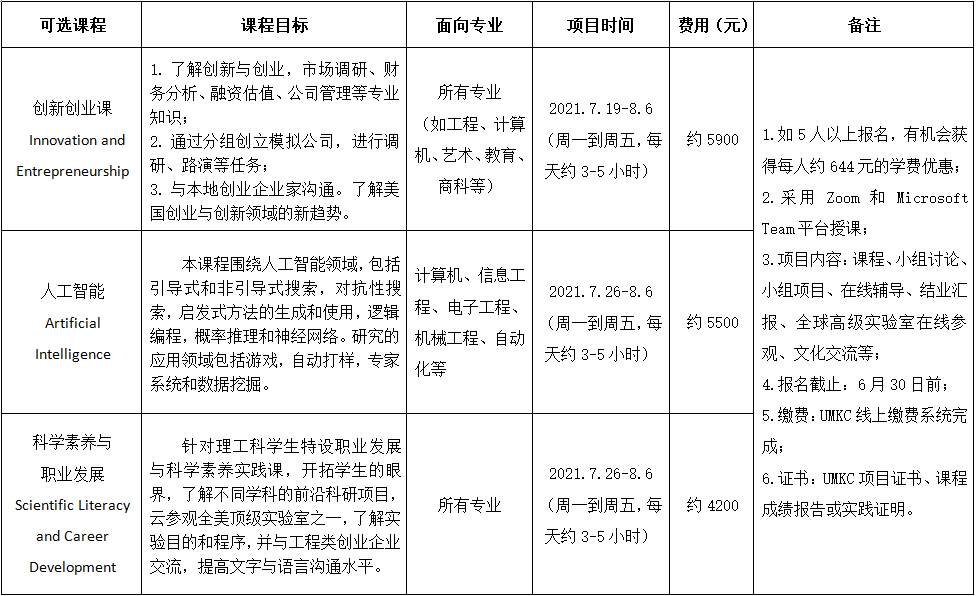 可选课程
课程目标
面向专业
项目时间
费用（元）
备注
创新创业课
Innovation and
Entrepreneurship
1. 了解创新与创业，市场调研、财
务分析、融资估值、公司管理等专业
知识；
2. 通过分组创立模拟公司，进行调
研、路演等任务；
3. 与本地创业企业家沟通。了解美
国创业与创新领域的新趋势。
所有专业
（如工程、计算
机、艺术、教育、
商科等）
2021.7.19-8.6
（周一到周五，每
天约 3-5 小时）
约 5900
人工智能
Artificial
Intelligence
本课程围绕人工智能领域，包括
引导式和非引导式搜索，对抗性搜
索，启发式方法的生成和使用，逻辑
编程，概率推理和神经网络。研究的
应用领域包括游戏，自动打样，专家
系统和数据挖掘。
计算机、信息工
程、电子工程、
机械工程、自动
化等
2021.7.26-8.6
（周一到周五，每
天约 3-5 小时）
约 5500
科学素养与
职业发展
Scientific Literacy
and Career
Development
针对理工科学生特设职业发展
与科学素养实践课，开拓学生的眼
界，了解不同学科的前沿科研项目，
云参观全美顶级实验室之一，了解实
验目的和程序，并与工程类创业企业
交流，提高文字与语言沟通水平。
所有专业
2021.7.26-8.6
（周一到周五，每
天约 3-5 小时）
约 4200
1.如 5 人以上报名，有机会获
得每人约 644 元的学费优惠；
2.采用 Zoom 和 Microsoft
Team 平台授课；
3.项目内容：课程、小组讨论、
小组项目、在线辅导、结业汇
报、全球高级实验室在线参
观、文化交流等；
4.报名截止：6 月 30 日前；
5.缴费：UMKC 线上缴费系统完
成；
6.证书：UMKC 项目证书、课程
成绩报告或实践证明。